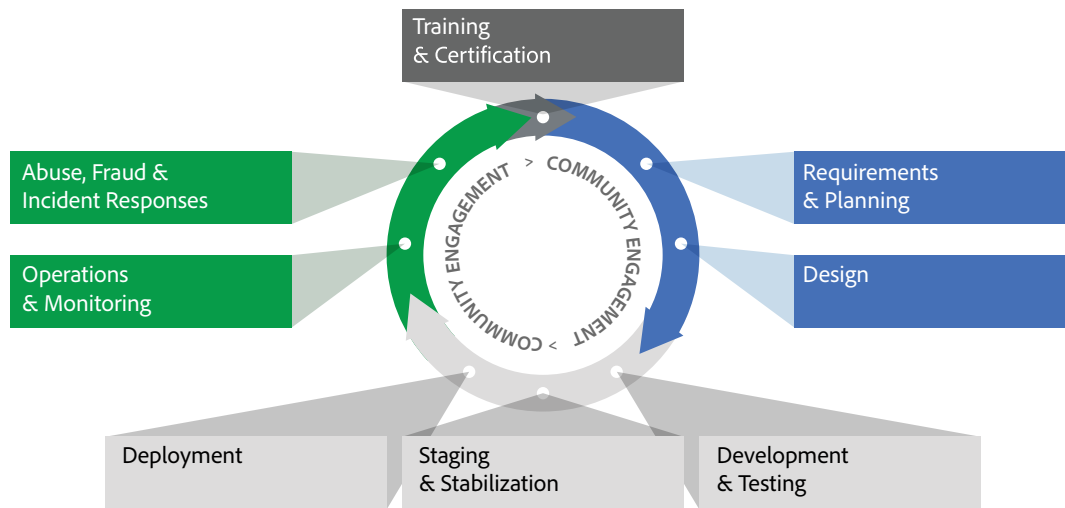 Training
& Certification
Abuse, Fraud &
Incident Responses
Requirements
& Planning
> COMMUNITY ENGAGEMENT > COMMUNITY ENGAGEMENT
Operations
& Monitoring
Design
Deployment
Staging
& Stabilization
Development
& Testing